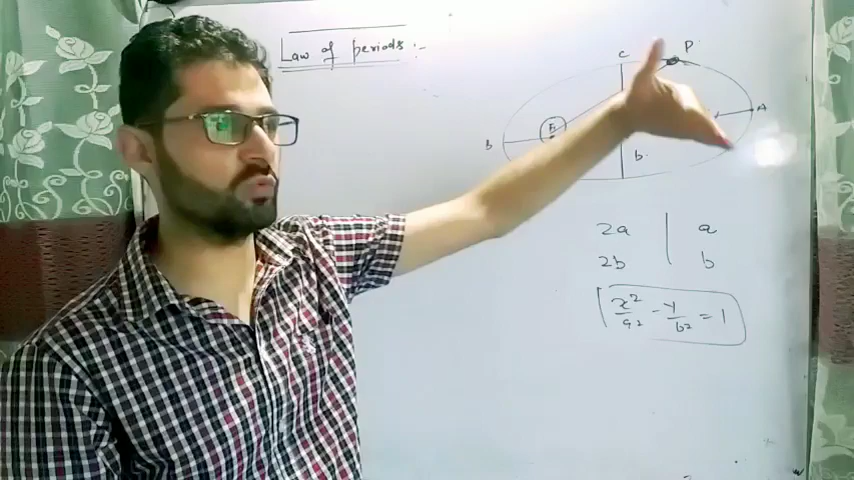 Law of periods :-
C P
A
B
b.
2a | a
2b | b
x²/a² - y/b² = 1